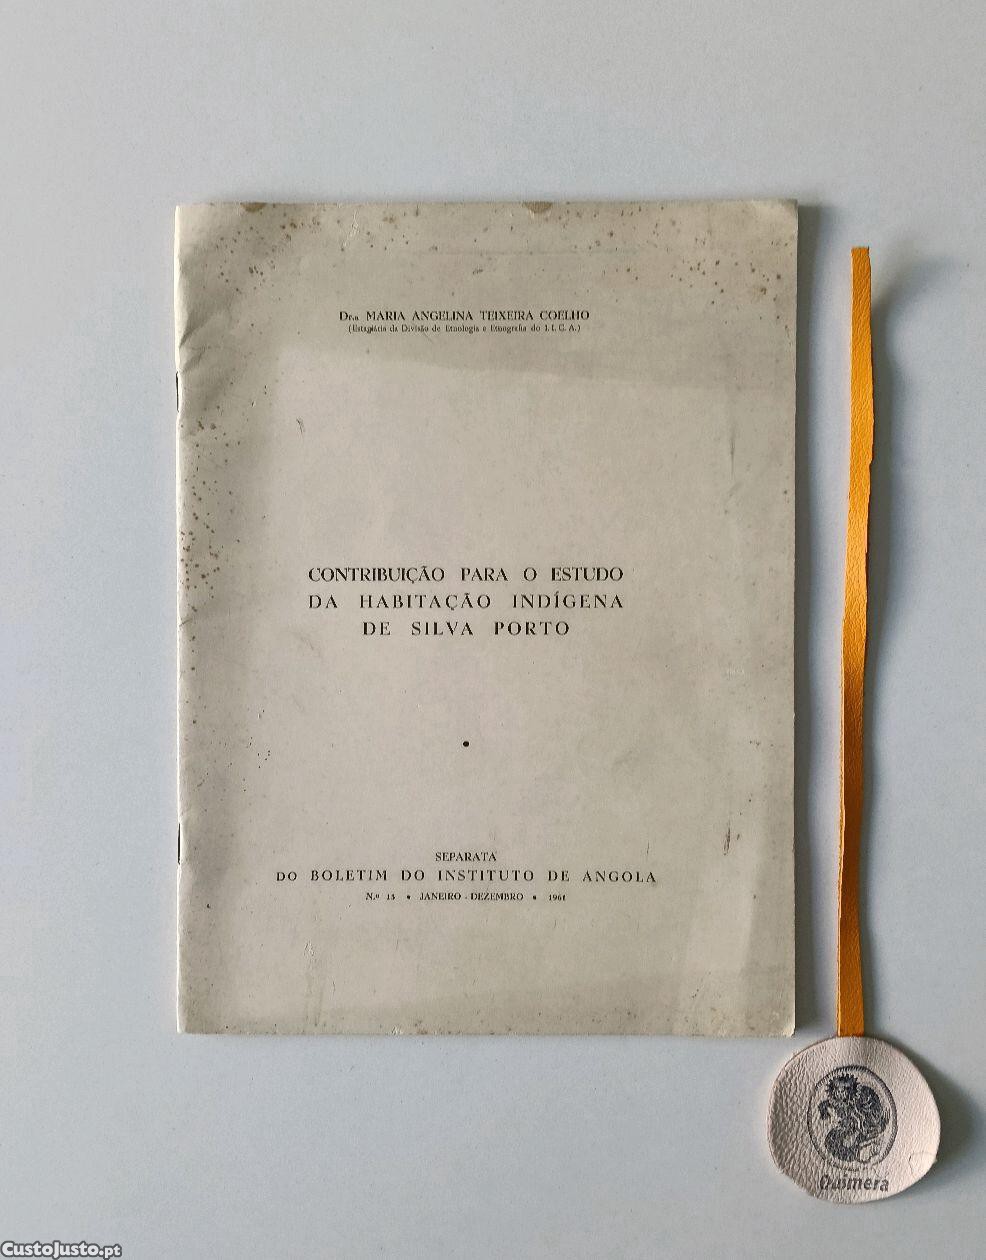 Dr.a MARIA ANGELINA TEIXEIRA COELHO
(Estagiária da Divisão de Etnologia e Etnografia do I. I. C. A.)
CONTRIBUIÇÃO PARA O ESTUDO
DA HABITAÇÃO INDÍGENA
DE SILVA PORTO
SEPARATA
DO BOLETIM DO INSTITUTO DE ANGOLA
N.º 15 • JANEIRO - DEZEMBRO • 1961
Quimera
CustoJusto.pt